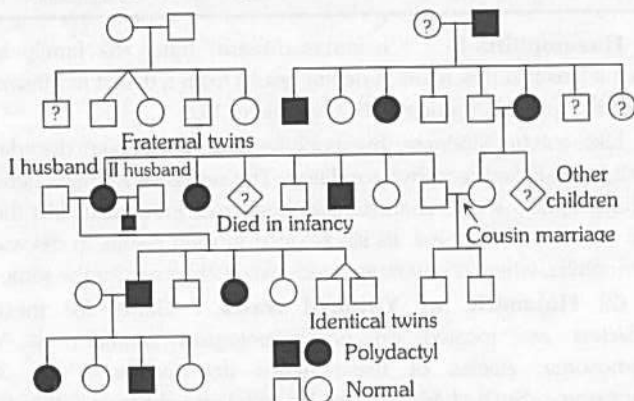 ? ?
? ? ?
Fraternal twins
I husband II husband
? ?
Other
children
Died in infancy
Cousin marriage
Identical twins
Polydactyl
Normal